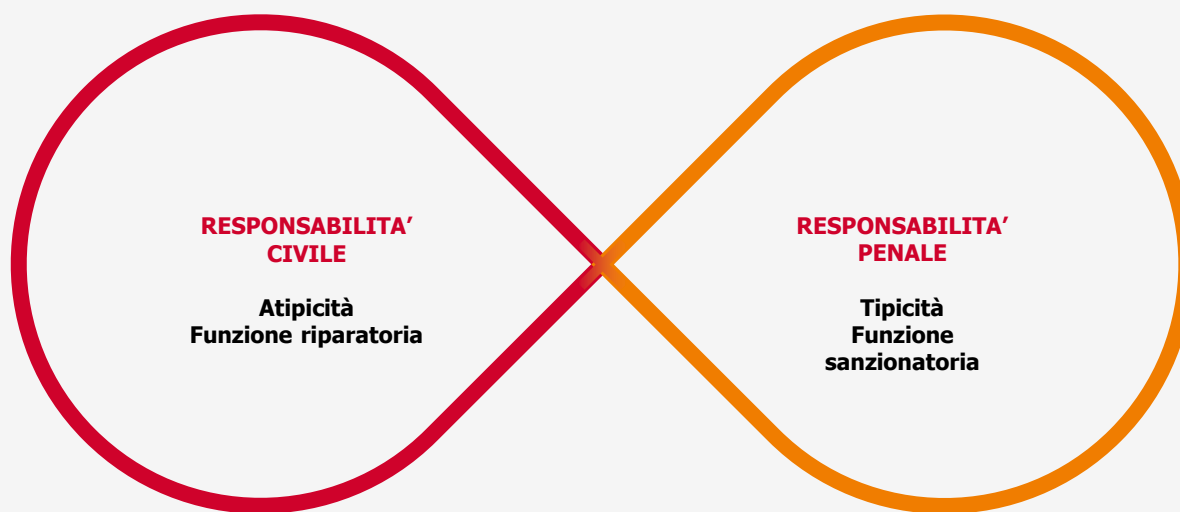 RESPONSABILITA’
CIVILE
Atipicità
Funzione riparatoria
RESPONSABILITA’
PENALE
Tipicità
Funzione
sanzionatoria